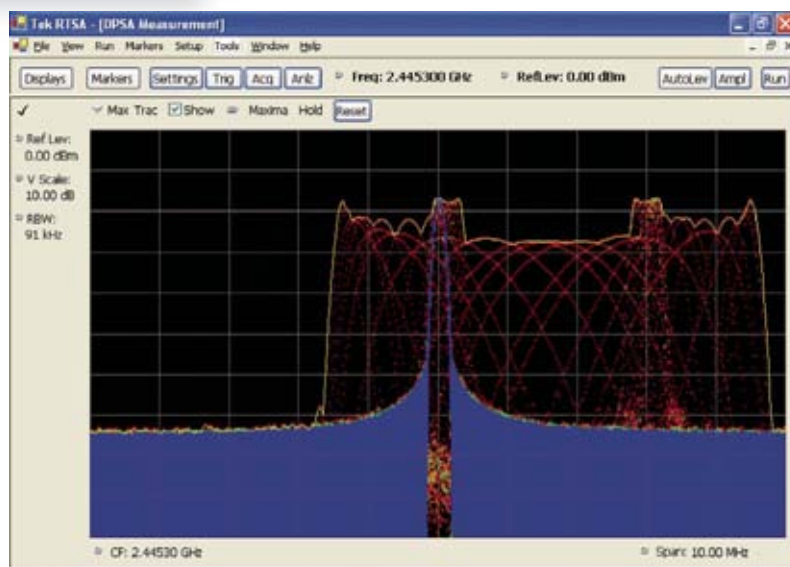 Tek RTSA - [DPSA Measurement]
File View Run Markers Setup Tools Window Help
Displays Markers Settings Trig Acq Anlz Freq: 2.445300 GHz RefLev: 0.00 dBm AutoLev Ampl Run
Max Trac Show Maxima Hold Reset
Ref Lev:
0.00 dBm
V Scale:
10.00 dB
RBW:
91 kHz
CF: 2.44530 GHz Span: 10.00 MHz